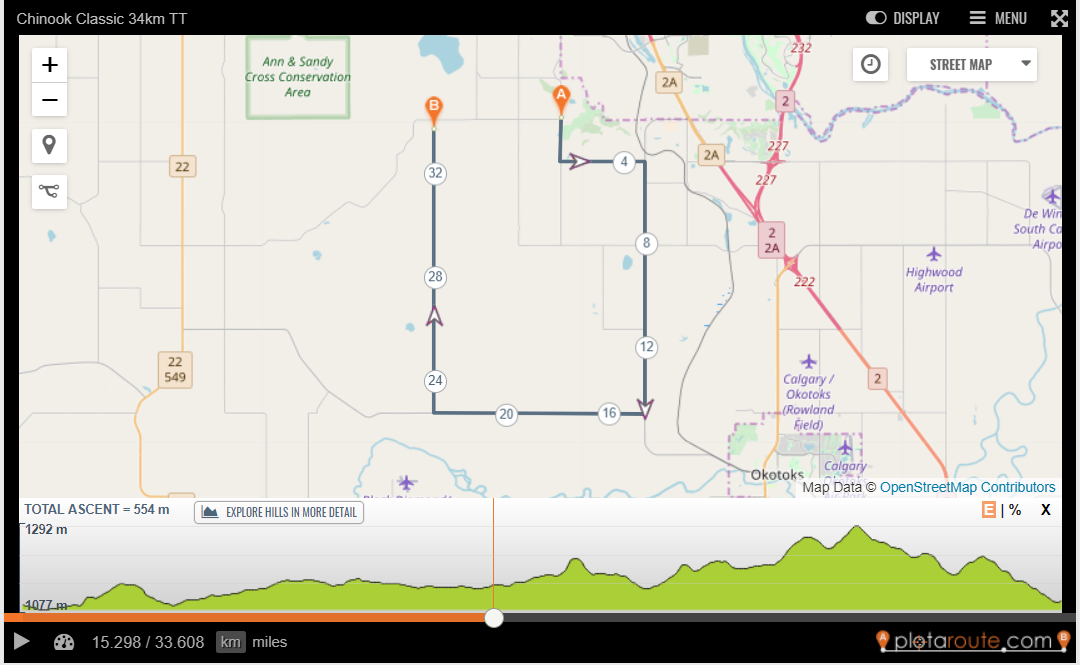 Chinook Classic 34km TT
DISPLAY
MENU
+
−
STREET MAP
Ann & Sandy
Cross Conservation
Area
B
A
2A
232
2
227
2A
227
22
4
32
8
2
2A
222
28
12
24
20
16
22
549
2
De Win
South Ca
Airpo
Highwood
Airport
Calgary /
Okotoks
(Rowland
Field)
Calgary
Okotoks
Map Data © OpenStreetMap Contributors
TOTAL ASCENT = 554 m
EXPLORE HILLS IN MORE DETAIL
E | % X
1292 m
1077 m
15.298 / 33.608 km miles
A plotaroute.com B